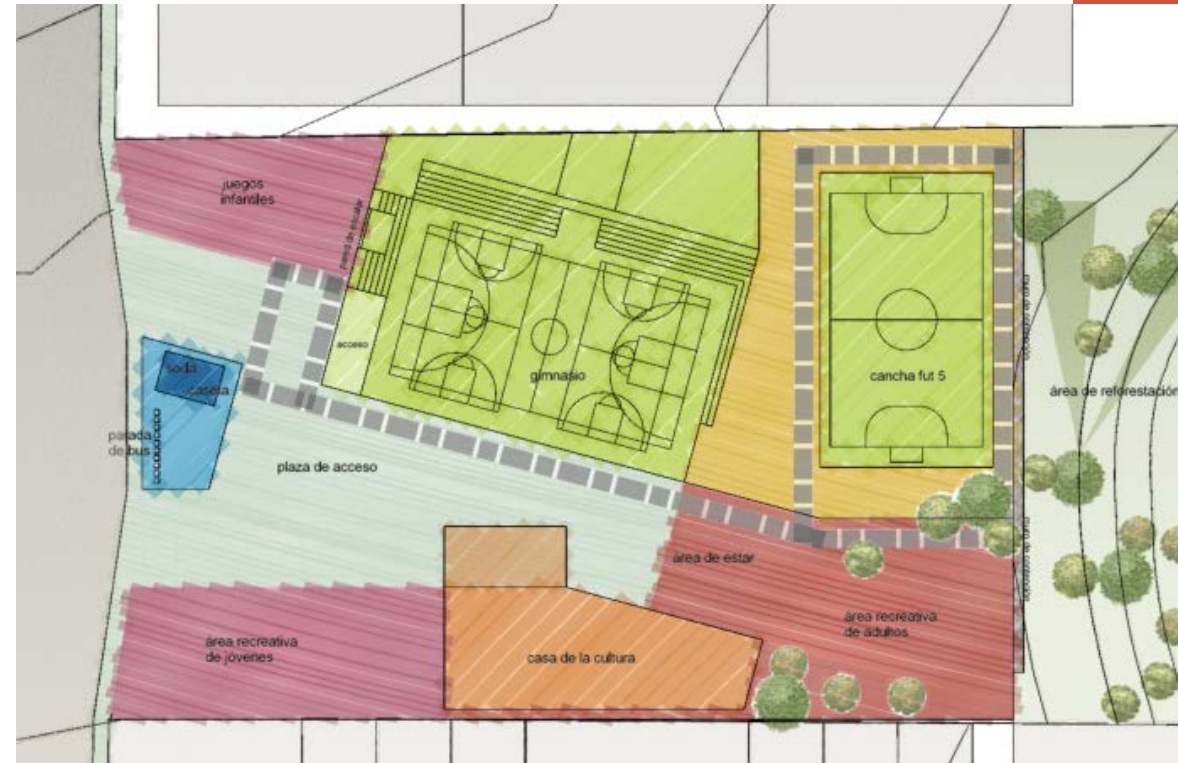 juegos
infantiles
acceso
gimnasio
cancha fut 5
área de reforestación
soda
caseta
parada
de bus
plaza de acceso
área de estar
área recreativa
de adultos
área recreativa
de jóvenes
casa de la cultura